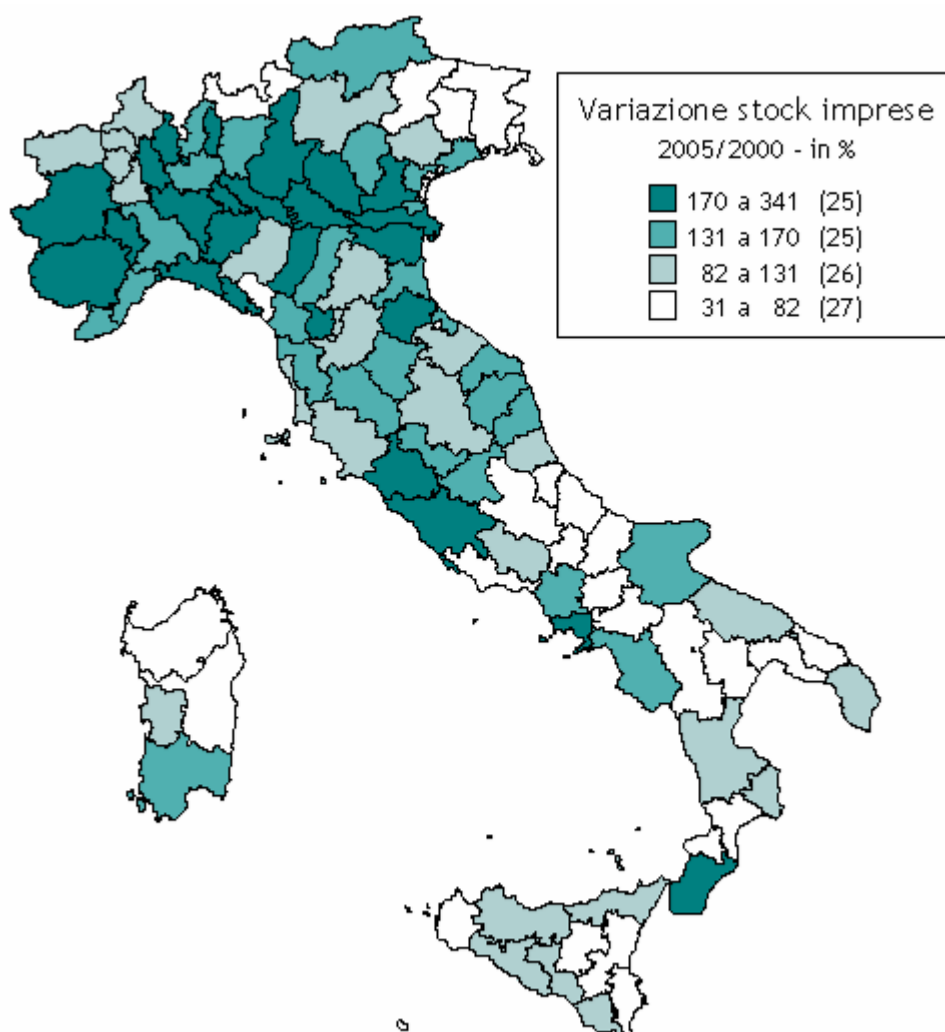 Variazione stock imprese
2005/2000 - in %
170 a 341 (25)
131 a 170 (25)
82 a 131 (26)
31 a 82 (27)